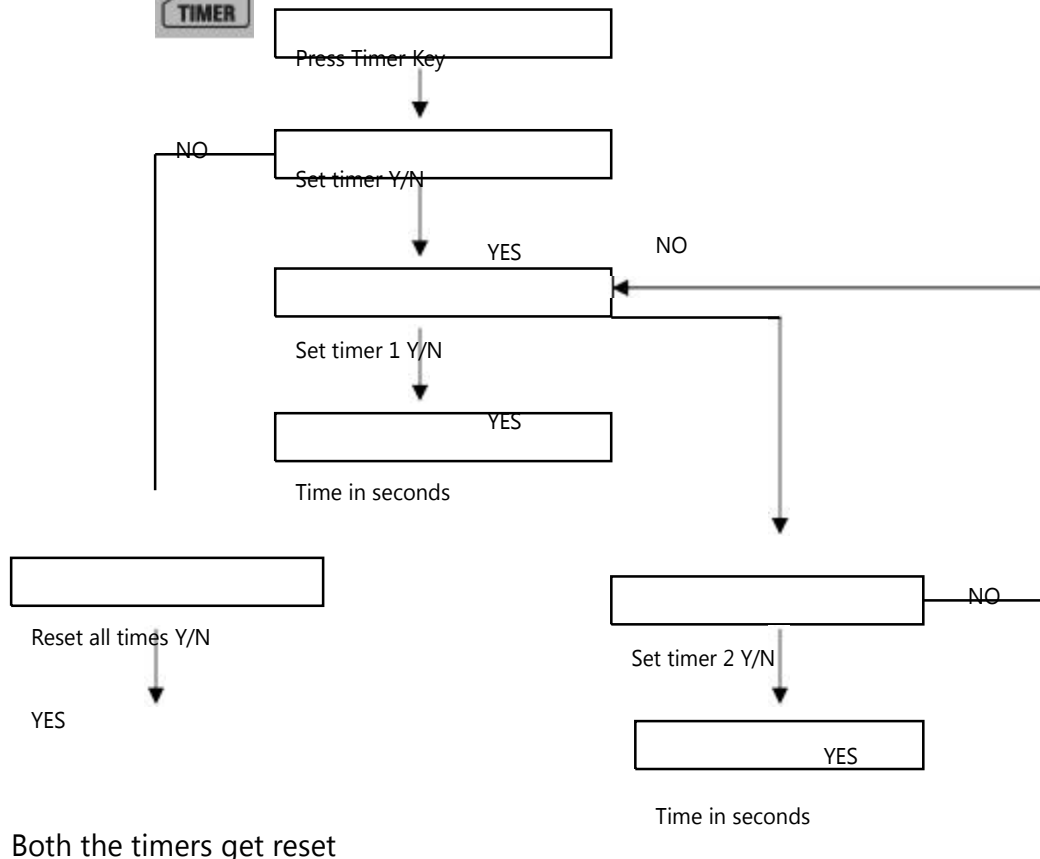 TIMER
Press Timer Key
NO
Set timer Y/N
YES
NO
Set timer 1 Y/N
YES
Time in seconds
Reset all times Y/N
NO
Set timer 2 Y/N
YES
YES
Time in seconds
Both the timers get reset